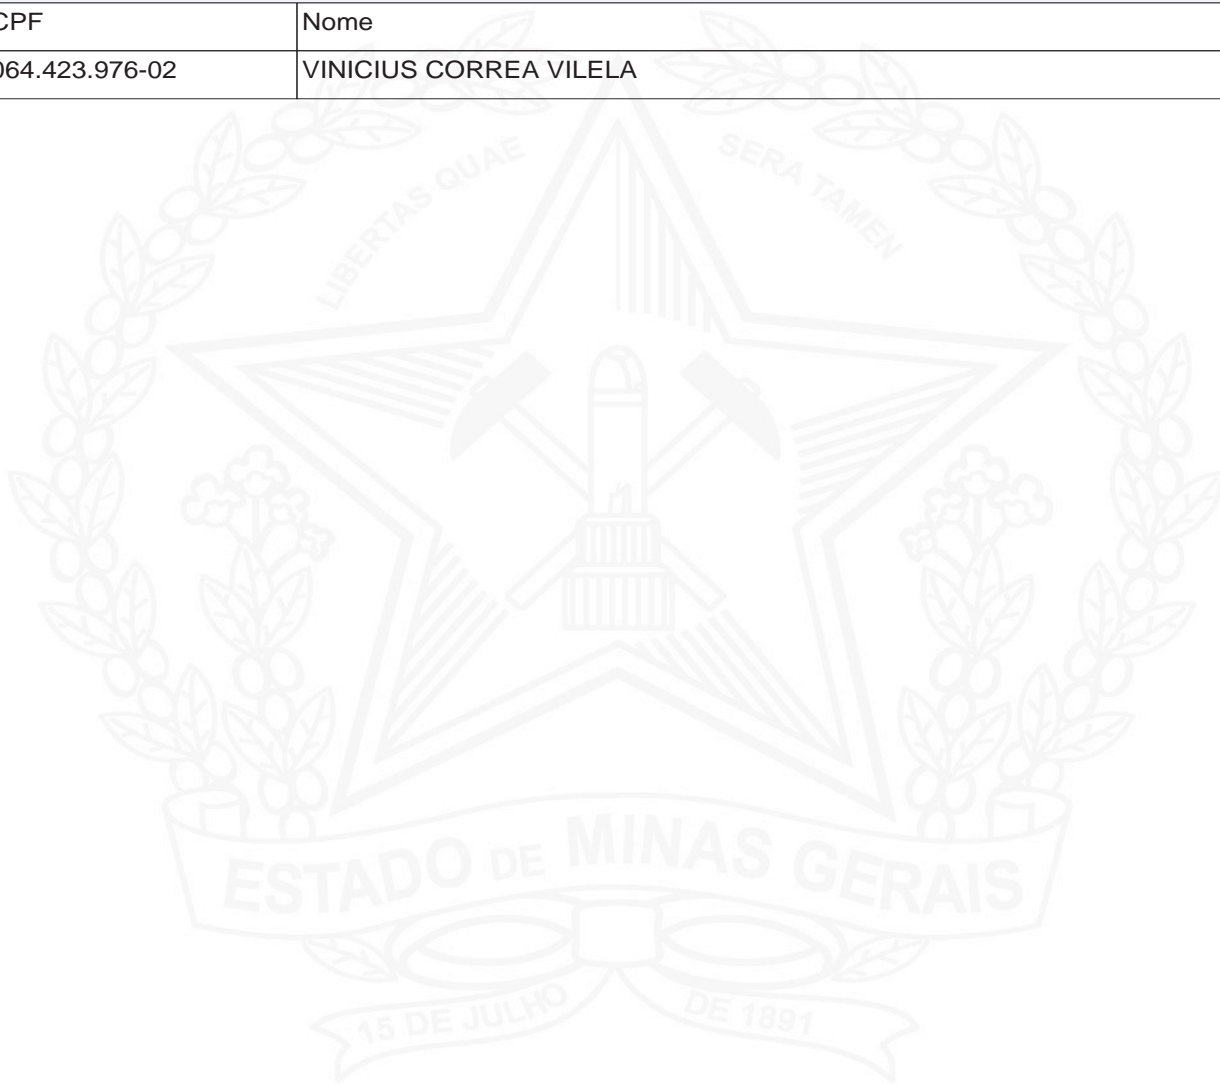 CPF Nome
064.423.976-02 VINICIUS CORREA VILELA
LIBERTAS QUAE SERA TAMEN
ESTADO DE MINAS GERAIS
15 DE JULHO DE 1891